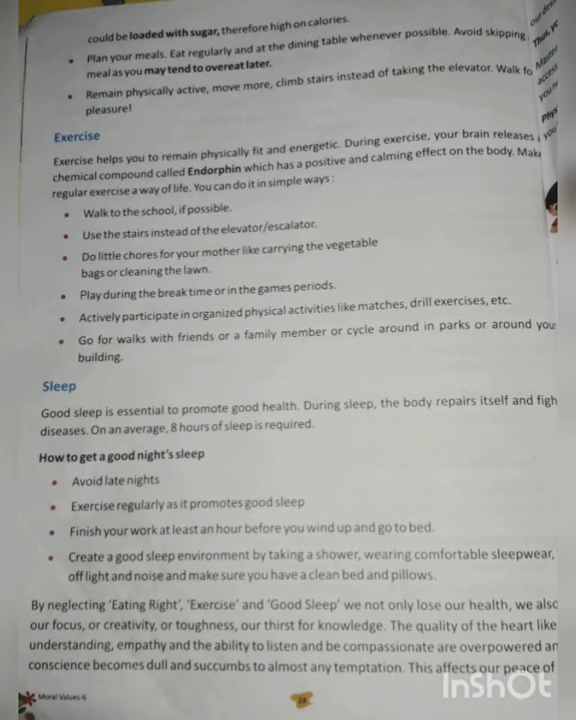 could be loaded with sugar, therefore high on calories.
• Plan your meals. Eat regularly and at the dining table whenever possible. Avoid skipping
meal as you may tend to overeat later.
• Remain physically active, move more, climb stairs instead of taking the elevator. Walk fo
pleasure!
Exercise
Exercise helps you to remain physically fit and energetic. During exercise, your brain releases
chemical compound called Endorphin which has a positive and calming effect on the body. Make
regular exercise a way of life. You can do it in simple ways :
• Walk to the school, if possible.
• Use the stairs instead of the elevator/escalator.
• Do little chores for your mother like carrying the vegetable
bags or cleaning the lawn.
• Play during the break time or in the games periods.
• Actively participate in organized physical activities like matches, drill exercises, etc.
• Go for walks with friends or a family member or cycle around in parks or around you
building.
Sleep
Good sleep is essential to promote good health. During sleep, the body repairs itself and figh
diseases. On an average, 8 hours of sleep is required.
How to get a good night's sleep
• Avoid late nights
• Exercise regularly as it promotes good sleep
• Finish your work at least an hour before you wind up and go to bed.
• Create a good sleep environment by taking a shower, wearing comfortable sleepwear,
off light and noise and make sure you have a clean bed and pillows.
By neglecting 'Eating Right', 'Exercise' and 'Good Sleep' we not only lose our health, we also
our focus, or creativity, or toughness, our thirst for knowledge. The quality of the heart like
understanding, empathy and the ability to listen and be compassionate are overpowered an
conscience becomes dull and succumbs to almost any temptation. This affects our peace of
Moral Values-6
24
InShOt